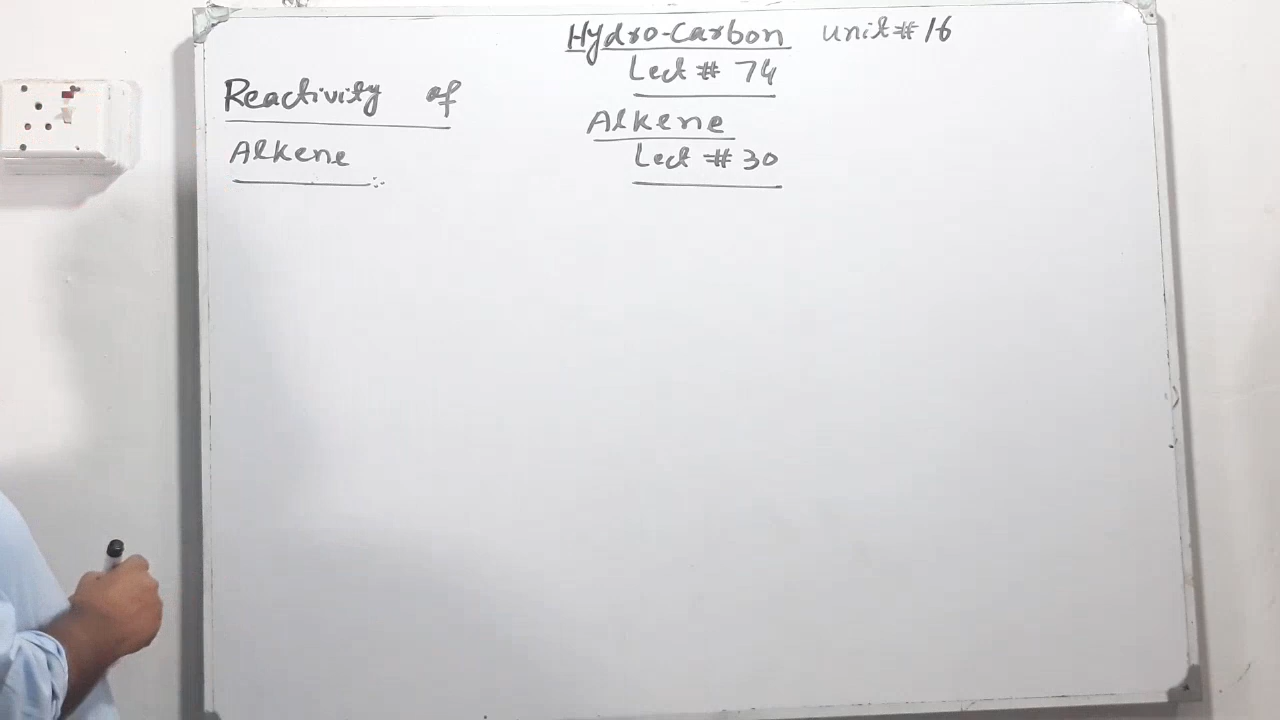 Hydro-Carbon unit # 16
Lect # 74
Alkene
Lect # 30
Reactivity of
Alkene :-